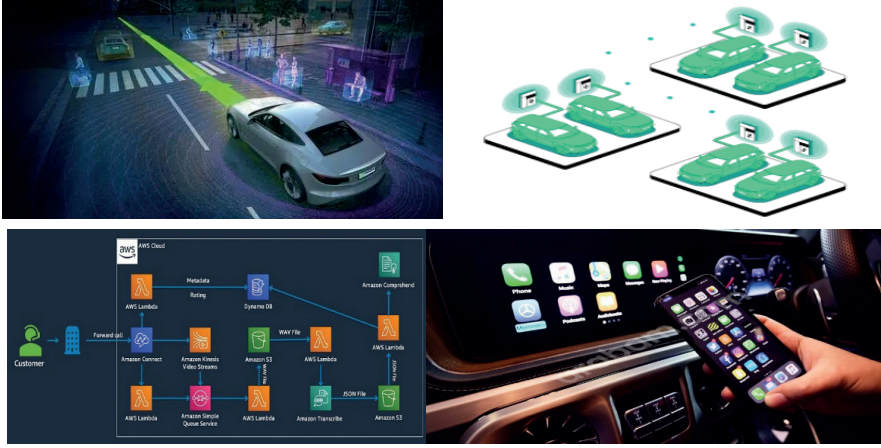 aws
AWS Cloud
Metadata
Rating
AWS Lambda
Dynamo DB
Amazon Comprehend
Forward call
Customer
Amazon Connect
Amazon Kinesis
Video Streams
Amazon S3
WAV File
AWS Lambda
AWS Lambda
WAV File
JSON File
AWS Lambda
Amazon Simple
Queue Service
AWS Lambda
Amazon Transcribe
JSON File
Amazon S3
Phone
Music
Maps
Messages
Now Playing
Podcasts
Audiobooks